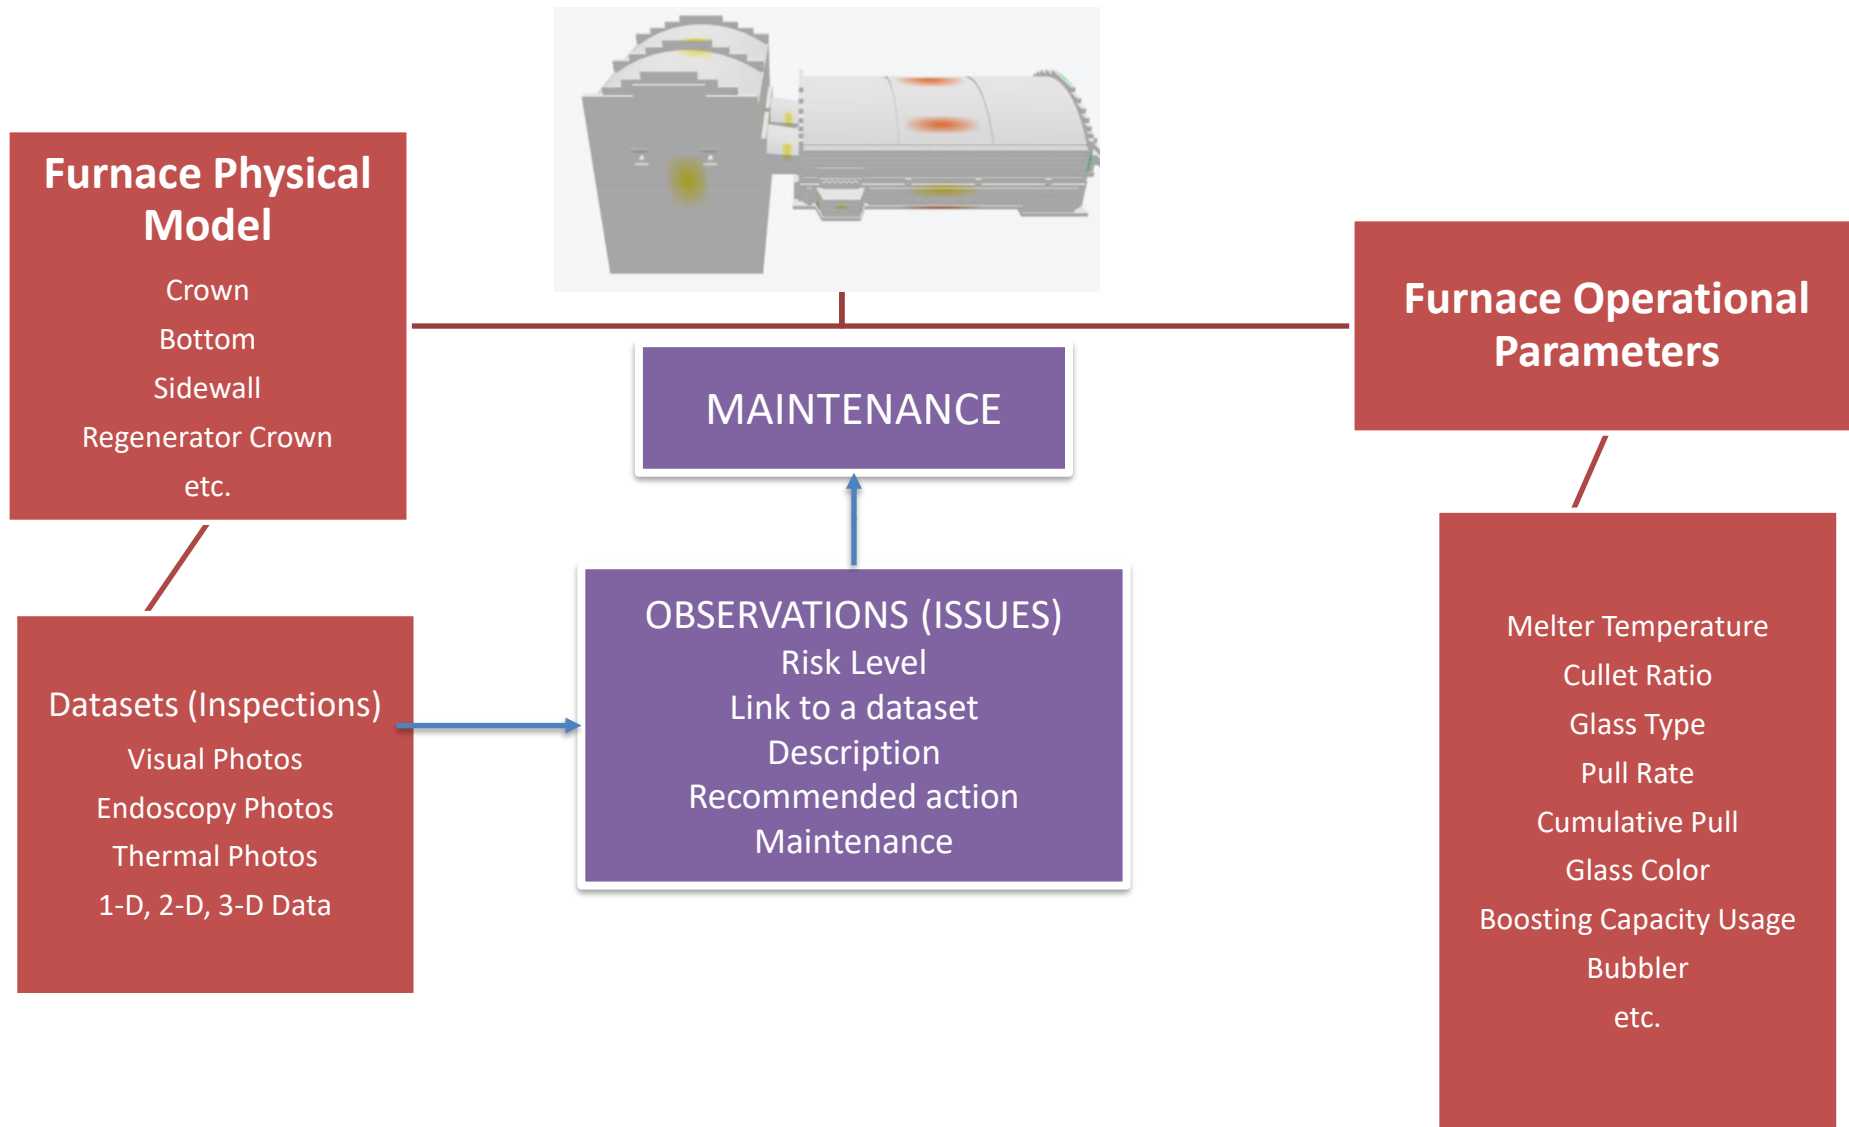 Furnace Physical
Model
Crown
Bottom
Sidewall
Regenerator Crown
etc.
Datasets (Inspections)
Visual Photos
Endoscopy Photos
Thermal Photos
1-D, 2-D, 3-D Data
MAINTENANCE
OBSERVATIONS (ISSUES)
Risk Level
Link to a dataset
Description
Recommended action
Maintenance
Furnace Operational
Parameters
Melter Temperature
Cullet Ratio
Glass Type
Pull Rate
Cumulative Pull
Glass Color
Boosting Capacity Usage
Bubbler
etc.